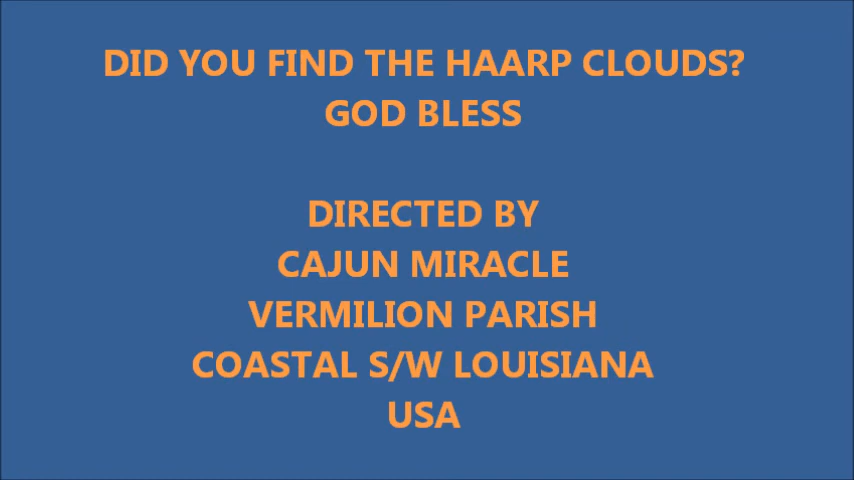 DID YOU FIND THE HAARP CLOUDS?
GOD BLESS
DIRECTED BY
CAJUN MIRACLE
VERMILION PARISH
COASTAL S/W LOUISIANA
USA